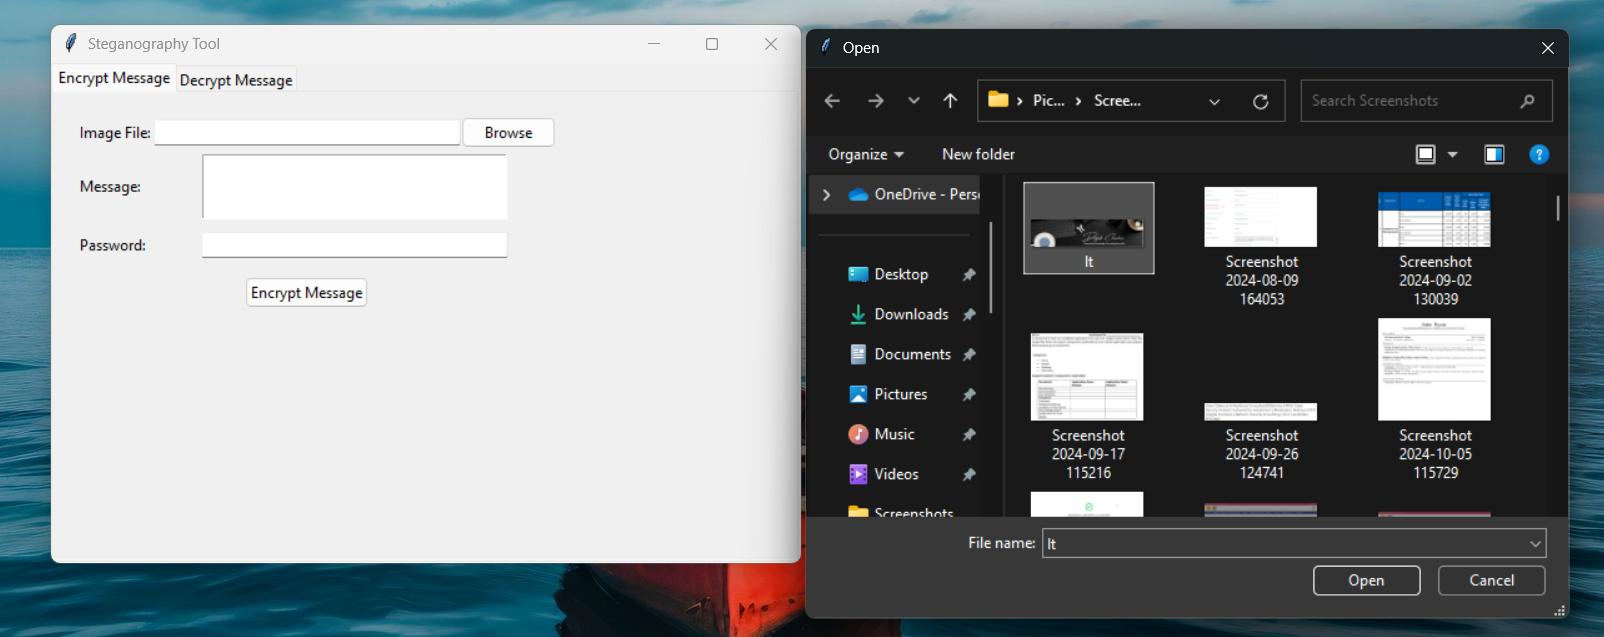 Steganography Tool
Encrypt Message
Decrypt Message
Image File:
Browse
Message:
Password:
Encrypt Message
Open
Pic...
Scree...
Search Screenshots
Organize
New folder
OneDrive - Pers
Desktop
Downloads
Documents
Pictures
Music
Videos
Screenshots
It
Screenshot
2024-08-09
164053
Screenshot
2024-09-02
130039
Screenshot
2024-09-17
115216
Screenshot
2024-09-26
124741
Screenshot
2024-10-05
115729
File name:
It
Open
Cancel